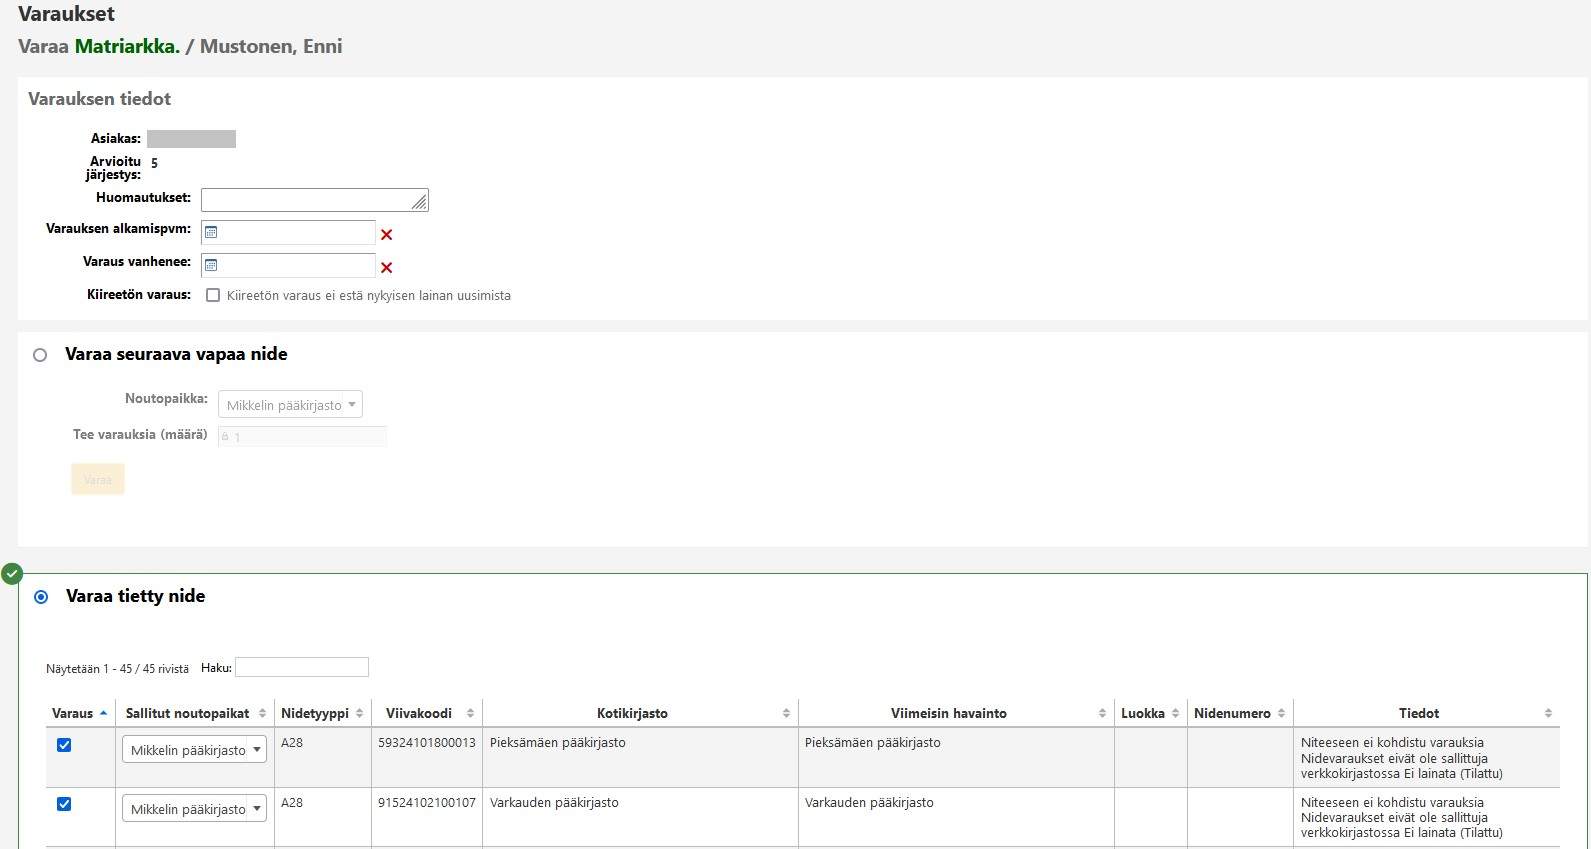 Varaukset
Varaa Matriarkka. / Mustonen, Enni
Varauksen tiedot
Asiakas:
Arvioitu järjestys: 5
Huomautukset:
Varauksen alkamispvm:
Varaus vanhenee:
Kiireetön varaus: Kiireetön varaus ei estä nykyisen lainan uusimista
Varaa seuraava vapaa nide
Noutopaikka: Mikkelin pääkirjasto
Tee varauksia (määrä) 1
Varaa
Varaa tietty nide
Näytetään 1 - 45 / 45 rivistä Haku:
Varaus Sallitut noutopaikat Nidetyyppi Viivakoodi Kotikirjasto Viimeisin havainto Luokka Nidenumero Tiedot
Mikkelin pääkirjasto A28 59324101800013 Pieksämäen pääkirjasto Pieksämäen pääkirjasto Niteeseen ei kohdistu varauksia
Nidevaraukset eivät ole sallittuja
verkkokirjastossa Ei lainata (Tilattu)
Mikkelin pääkirjasto A28 91524102100107 Varkauden pääkirjasto Varkauden pääkirjasto Niteeseen ei kohdistu varauksia
Nidevaraukset eivät ole sallittuja
verkkokirjastossa Ei lainata (Tilattu)